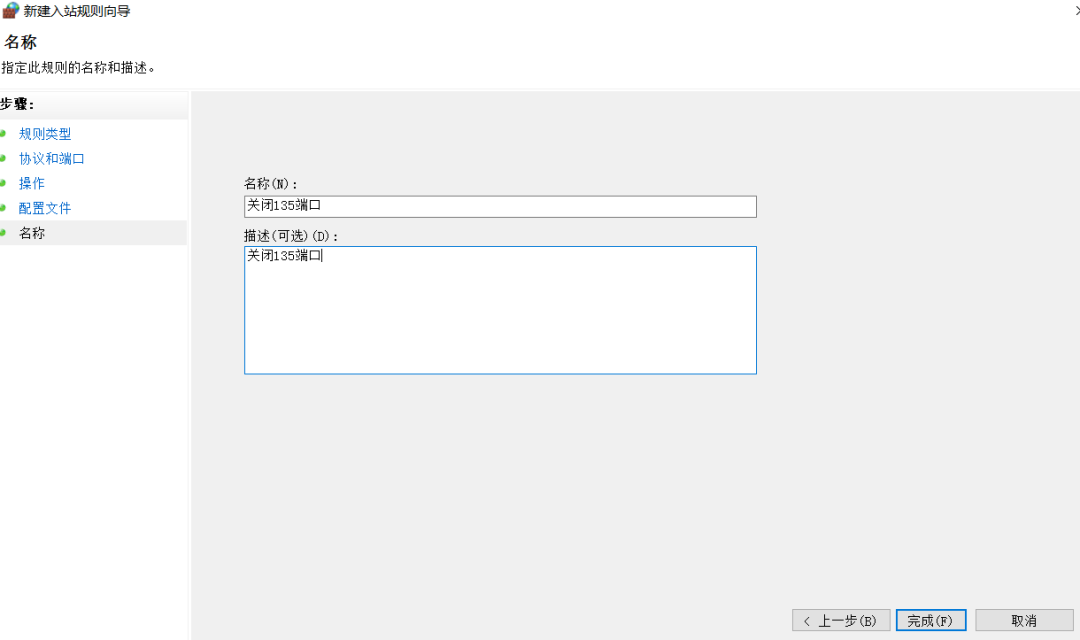 新建入站规则向导
名称
指定此规则的名称和描述。
步骤:
规则类型
协议和端口
操作
配置文件
名称
名称(N):
关闭135端口
描述(可选)(D):
关闭135端口
< 上一步(B)
完成(F)
取消